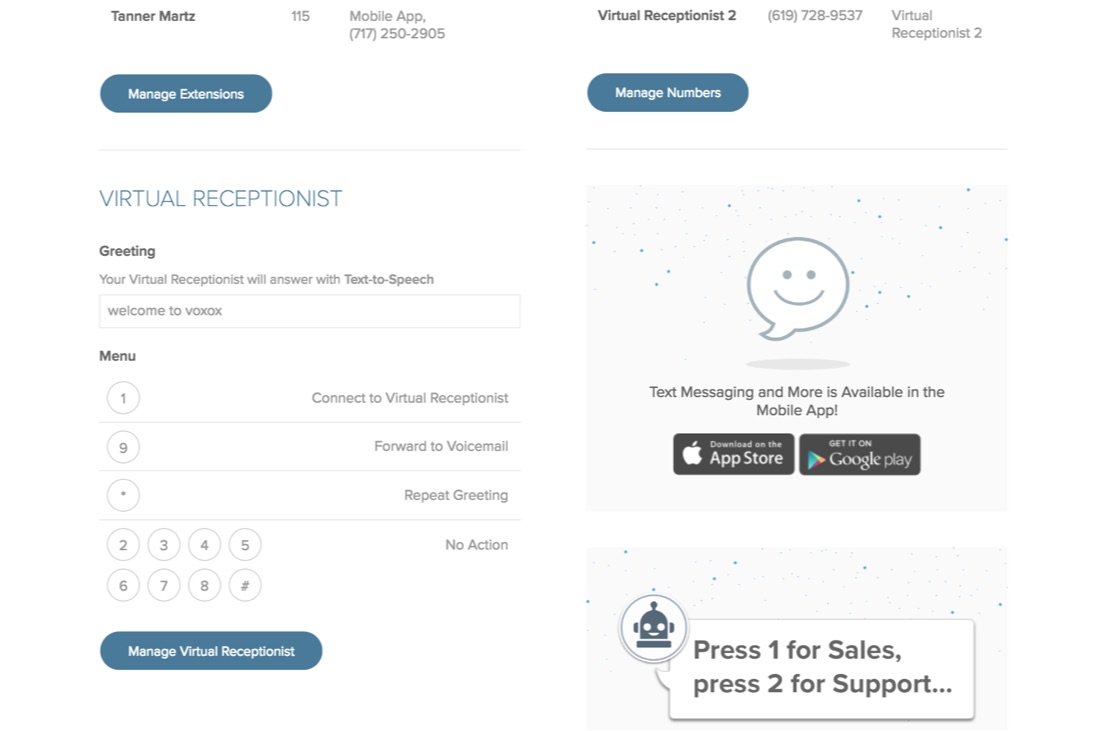 Tanner Martz 115 Mobile App,
(717) 250-2905
Manage Extensions
VIRTUAL RECEPTIONIST
Greeting
Your Virtual Receptionist will answer with Text-to-Speech
welcome to voxox
Menu
1 Connect to Virtual Receptionist
9 Forward to Voicemail
* Repeat Greeting
2 3 4 5 No Action
6 7 8 #
Manage Virtual Receptionist
Virtual Receptionist 2 (619) 728-9537 Virtual
Receptionist 2
Manage Numbers
Text Messaging and More is Available in the
Mobile App!
Download on the
App Store
GET IT ON
Google play
Press 1 for Sales,
press 2 for Support...